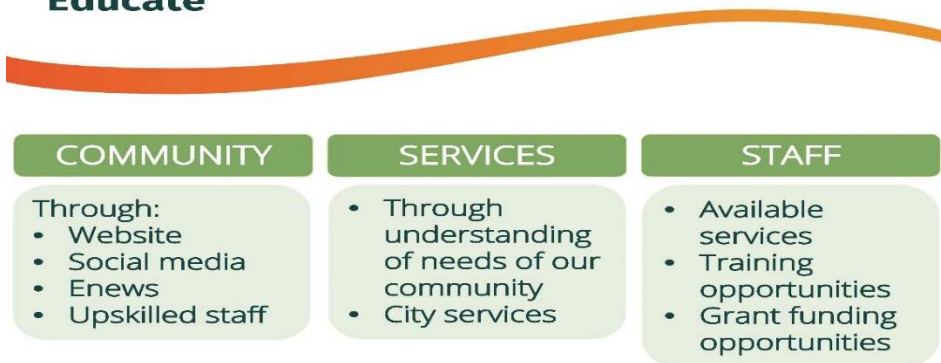 Educate
COMMUNITY
Through:
• Website
• Social media
• Enews
• Upskilled staff
SERVICES
• Through
understanding
of needs of our
community
• City services
STAFF
• Available
services
• Training
opportunities
• Grant funding
opportunities